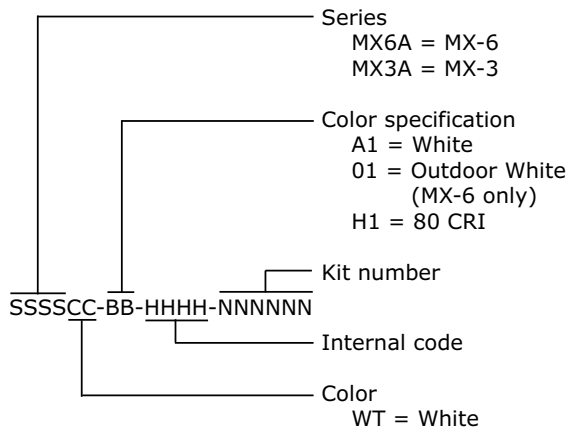 Series
MX6A = MX-6
MX3A = MX-3
Color specification
A1 = White
01 = Outdoor White
(MX-6 only)
H1 = 80 CRI
Kit number
SSSSCC-BB-HHHH-NNNNNN
Internal code
Color
WT = White